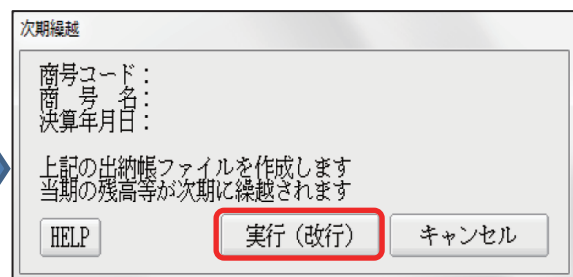 次期繰越
商号コード：
商　号　名：
決算年月日：
上記の出納帳ファイルを作成します
当期の残高等が次期に繰越されます
HELP 実行（改行） キャンセル